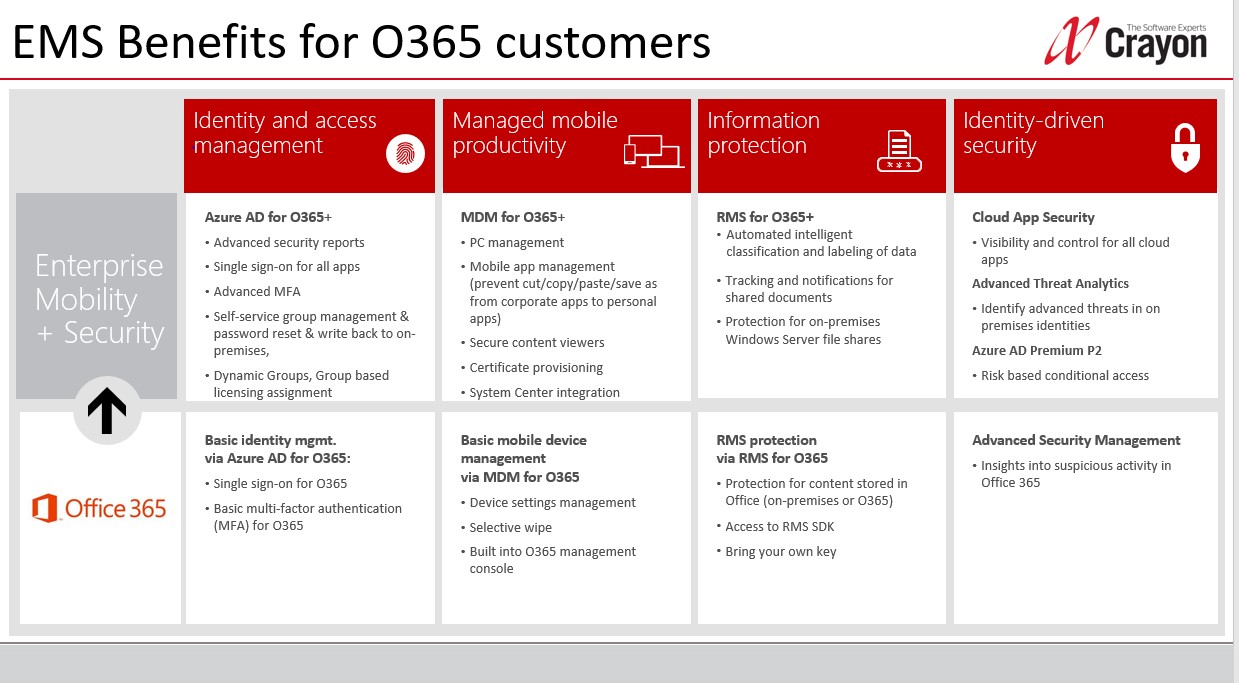 EMS Benefits for O365 customers
The Software Experts
Crayon
Identity and access
management
Managed mobile
productivity
Information
protection
Identity-driven
security
Enterprise
Mobility
+ Security
Azure AD for O365+
• Advanced security reports
• Single sign-on for all apps
• Advanced MFA
• Self-service group management &
password reset & write back to on-
premises,
• Dynamic Groups, Group based
licensing assignment
MDM for O365+
• PC management
• Mobile app management
(prevent cut/copy/paste/save as
from corporate apps to personal
apps)
• Secure content viewers
• Certificate provisioning
• System Center integration
RMS for O365+
• Automated intelligent
classification and labeling of data
• Tracking and notifications for
shared documents
• Protection for on-premises
Windows Server file shares
Cloud App Security
• Visibility and control for all cloud
apps
Advanced Threat Analytics
• Identify advanced threats in on
premises identities
Azure AD Premium P2
• Risk based conditional access
Office 365
Basic identity mgmt.
via Azure AD for O365:
• Single sign-on for O365
• Basic multi-factor authentication
(MFA) for O365
Basic mobile device
management
via MDM for O365
• Device settings management
• Selective wipe
• Built into O365 management
console
RMS protection
via RMS for O365
• Protection for content stored in
Office (on-premises or O365)
• Access to RMS SDK
• Bring your own key
Advanced Security Management
• Insights into suspicious activity in
Office 365